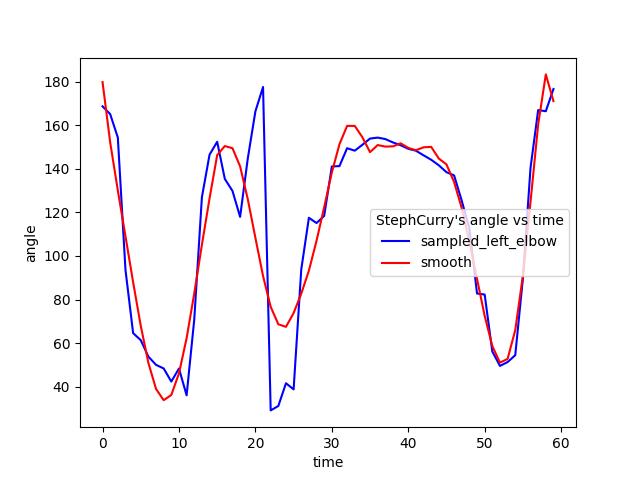 180
160
140
120
100
80
60
40
angle
StephCurry's angle vs time
sampled_left_elbow
smooth
0 10 20 30 40 50 60
time